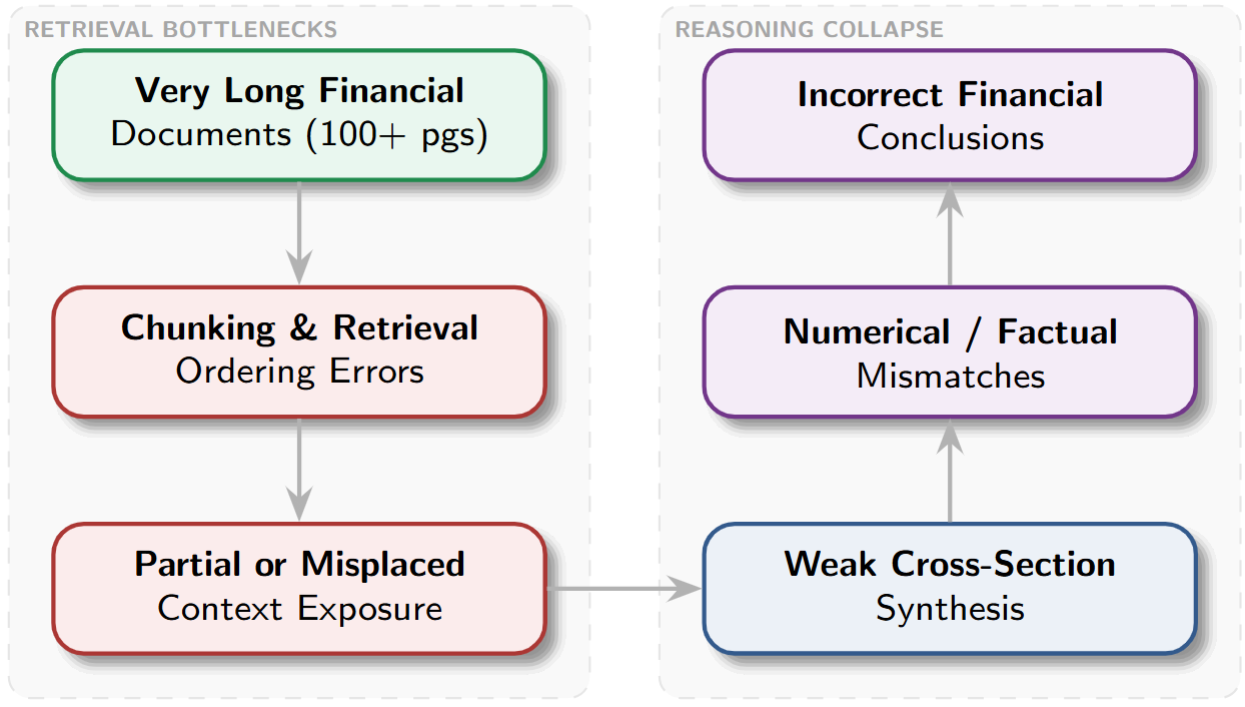 RETRIEVAL BOTTLENECKS
Very Long Financial
Documents (100+ pgs)
Chunking & Retrieval
Ordering Errors
Partial or Misplaced
Context Exposure
REASONING COLLAPSE
Incorrect Financial
Conclusions
Numerical / Factual
Mismatches
Weak Cross-Section
Synthesis